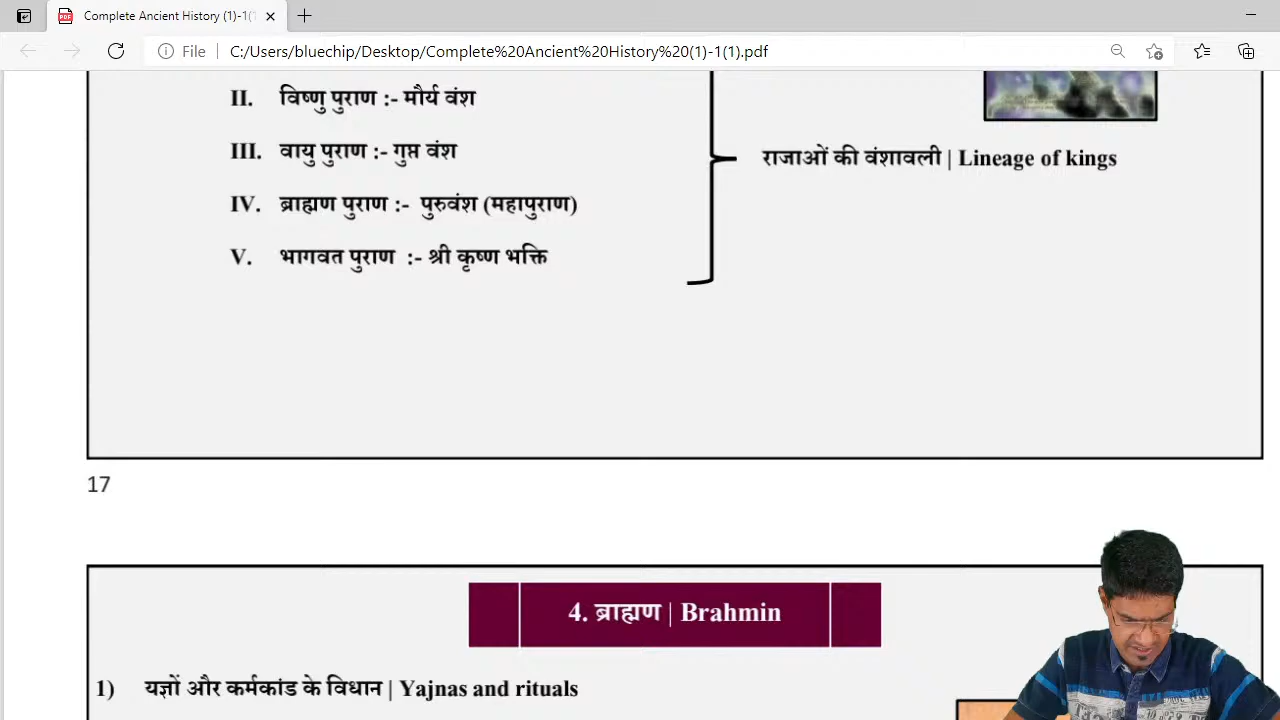 Complete Ancient History (1)-1(1
File
C:/Users/bluechip/Desktop/Complete%20Ancient%20History%20(1)-1(1).pdf
II. विष्णु पुराण :- मौर्य वंश
III. वायु पुराण :- गुप्त वंश
राजाओं की वंशावली | Lineage of kings
IV. ब्राह्मण पुराण :- पुरुवंश (महापुराण)
V. भागवत पुराण :- श्री कृष्ण भक्ति
17
4. ब्राह्मण | Brahmin
1) यज्ञों और कर्मकांड के विधान | Yajnas and rituals